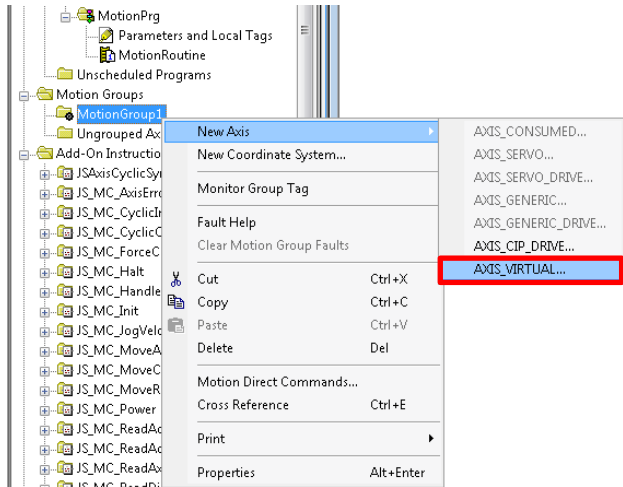 MotionPrg
Parameters and Local Tags
MotionRoutine
Unscheduled Programs
Motion Groups
MotionGroup1
Ungrouped Ax
Add-On Instructio
JSAxisCyclicSyn
JS_MC_AxisErro
JS_MC_CyclicIn
JS_MC_CyclicO
JS_MC_ForceC
JS_MC_Halt
JS_MC_Handle
JS_MC_Init
JS_MC_JogVelo
JS_MC_MoveA
JS_MC_MoveC
JS_MC_MoveR
JS_MC_Power
JS_MC_ReadAc
JS_MC_ReadAc
JS_MC_ReadAx
JS_MC_ReadDi
New Axis
New Coordinate System...
Monitor Group Tag
Fault Help
Clear Motion Group Faults
Cut Ctrl+X
Copy Ctrl+C
Paste Ctrl+V
Delete Del
Motion Direct Commands...
Cross Reference Ctrl+E
Print
Properties Alt+Enter
AXIS_CONSUMED...
AXIS_SERVO...
AXIS_SERVO_DRIVE...
AXIS_GENERIC...
AXIS_GENERIC_DRIVE...
AXIS_CIP_DRIVE...
AXIS_VIRTUAL...